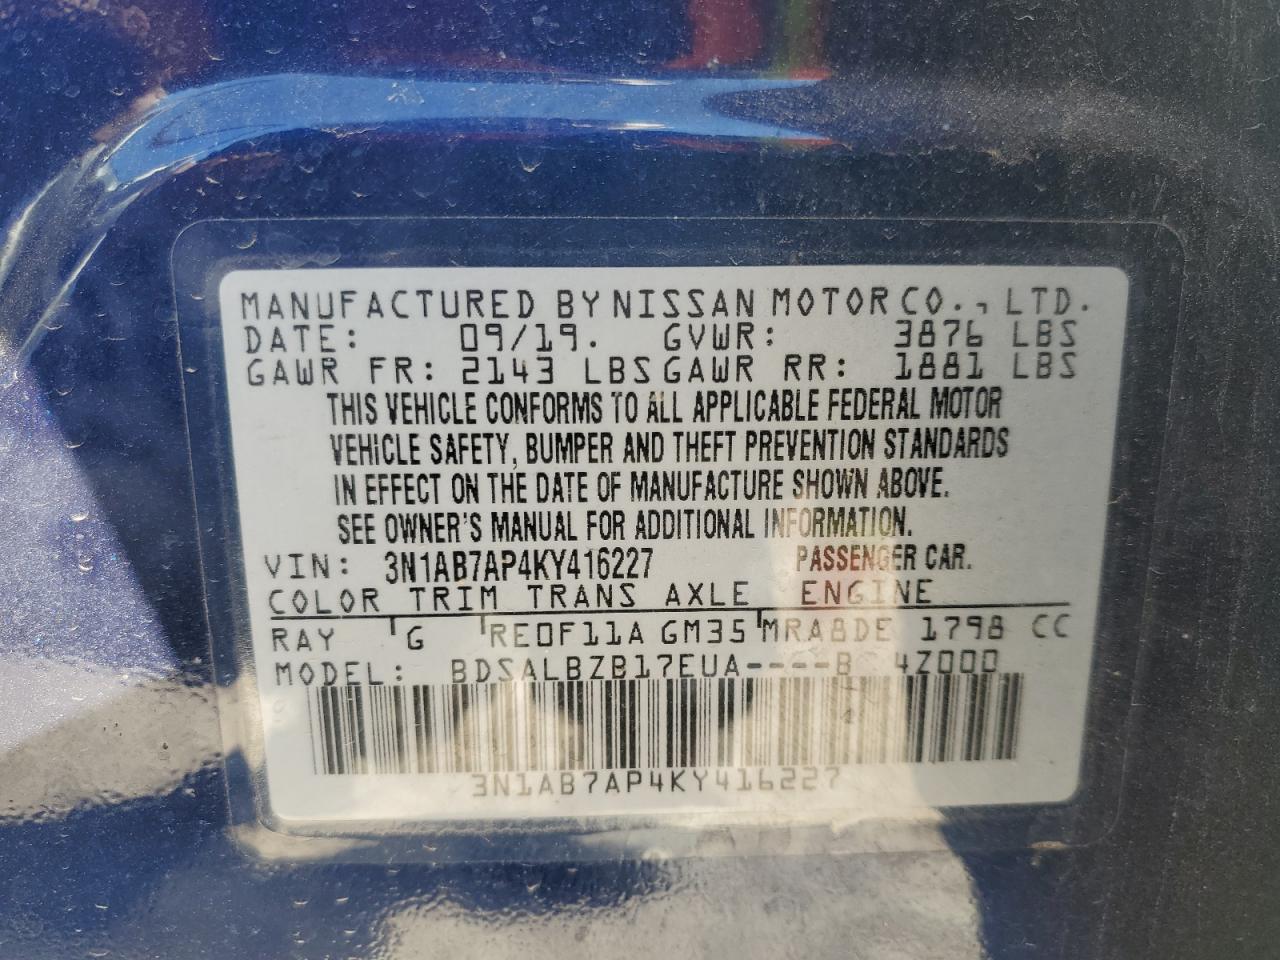 MANUFACTURED BY NISSAN MOTOR CO., LTD.
DATE: 09/19. GVWR: 3876 LBS
GAWR FR: 2143 LBS GAWR RR: 1881 LBS
THIS VEHICLE CONFORMS TO ALL APPLICABLE FEDERAL MOTOR
VEHICLE SAFETY, BUMPER AND THEFT PREVENTION STANDARDS
IN EFFECT ON THE DATE OF MANUFACTURE SHOWN ABOVE.
SEE OWNER'S MANUAL FOR ADDITIONAL INFORMATION.
VIN: 3N1AB7AP4KY416227 PASSENGER CAR.
COLOR TRIM TRANS AXLE ENGINE
RAY G RE0F11A GM35 MRA8DE 1798 CC
MODEL: BDSALBZB17EUA----B
3N1AB7AP4KY416227